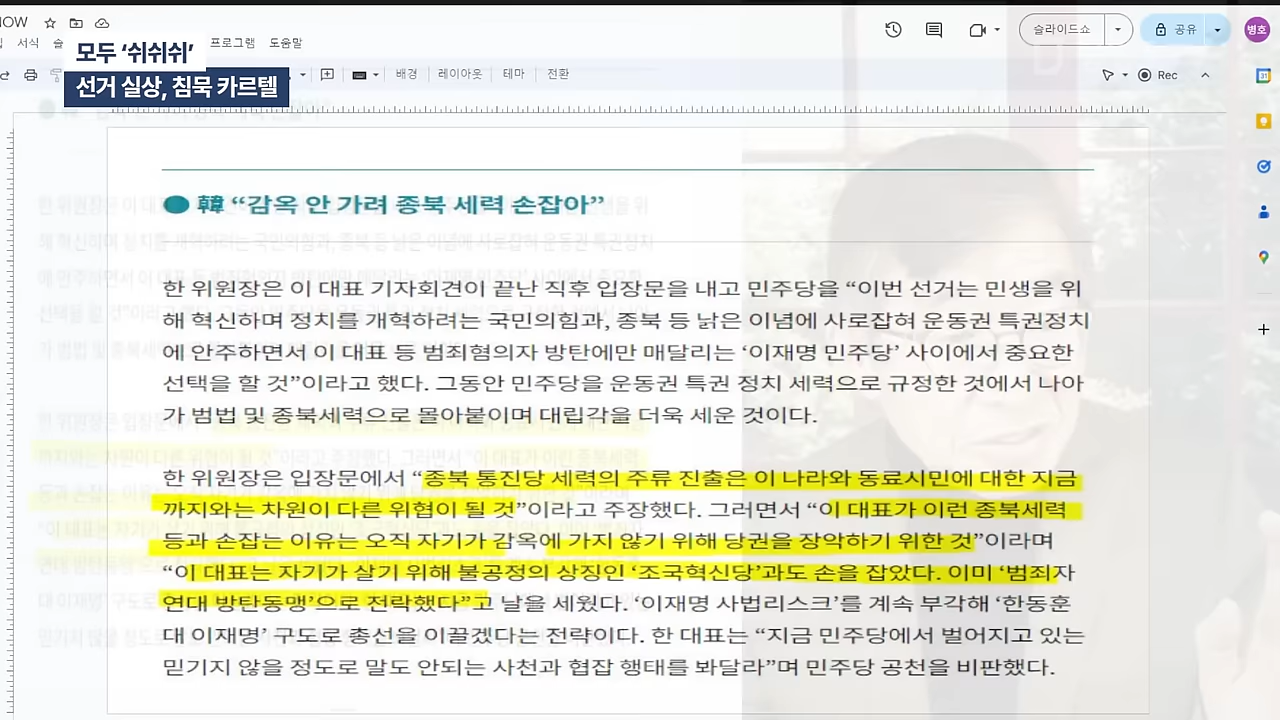 NOW
서식
슬
프로그램
도움말
모두 ‘쉬쉬쉬’
선거 실상, 침묵 카르텔
슬라이드쇼
공유
병호
배경
레이아웃
테마
전환
Rec
31
● 韓 “감옥 안 가려 종북 세력 손잡아”
한 위원장은 이 대표 기자회견이 끝난 직호 입장문을 내고 민주당을 “이번 선거는 민생을 위
해 혁신하며 정치를 개혁하려는 국민의힘과, 종북 등 낡은 이념에 사로잡혀 운동권 특권정치
에 안주하면서 이 대표 등 범죄혐의자 방탄에만 매달리는 ‘이재명 민주당’ 사이에서 중요한
선택을 할 것”이라고 했다. 그동안 민주당을 운동권 특권 정치 세력으로 규정한 것에서 나아
가 범법 및 종북세력으로 몰아붙이며 대립각을 더욱 세운 것이다.
한 위원장은 입장문에서 “종북 통진당 세력의 주류 진출은 이 나라와 동료시민에 대한 지금
까지와는 차원이 다른 위협이 될 것”이라고 주장했다. 그러면서 “이 대표가 이런 종북세력
등과 손잡는 이유는 오직 자기가 감옥에 가지 않기 위해 당권을 장악하기 위한 것”이라며
“이 대표는 자기가 살기 위해 불공정의 상징인 ‘조국혁신당’과도 손을 잡았다. 이미 ‘범죄자
연대 방탄동맹’으로 전락했다”고 날을 세웠다. ‘이재명 사법리스크’를 계속 부각해 ‘한동훈
대 이재명’ 구도로 총선을 이끌겠다는 전략이다. 한 대표는 “지금 민주당에서 벌어지고 있는
믿기지 않을 정도로 말도 안되는 사천과 협잡 행태를 봐달라”며 민주당 공천을 비판했다.